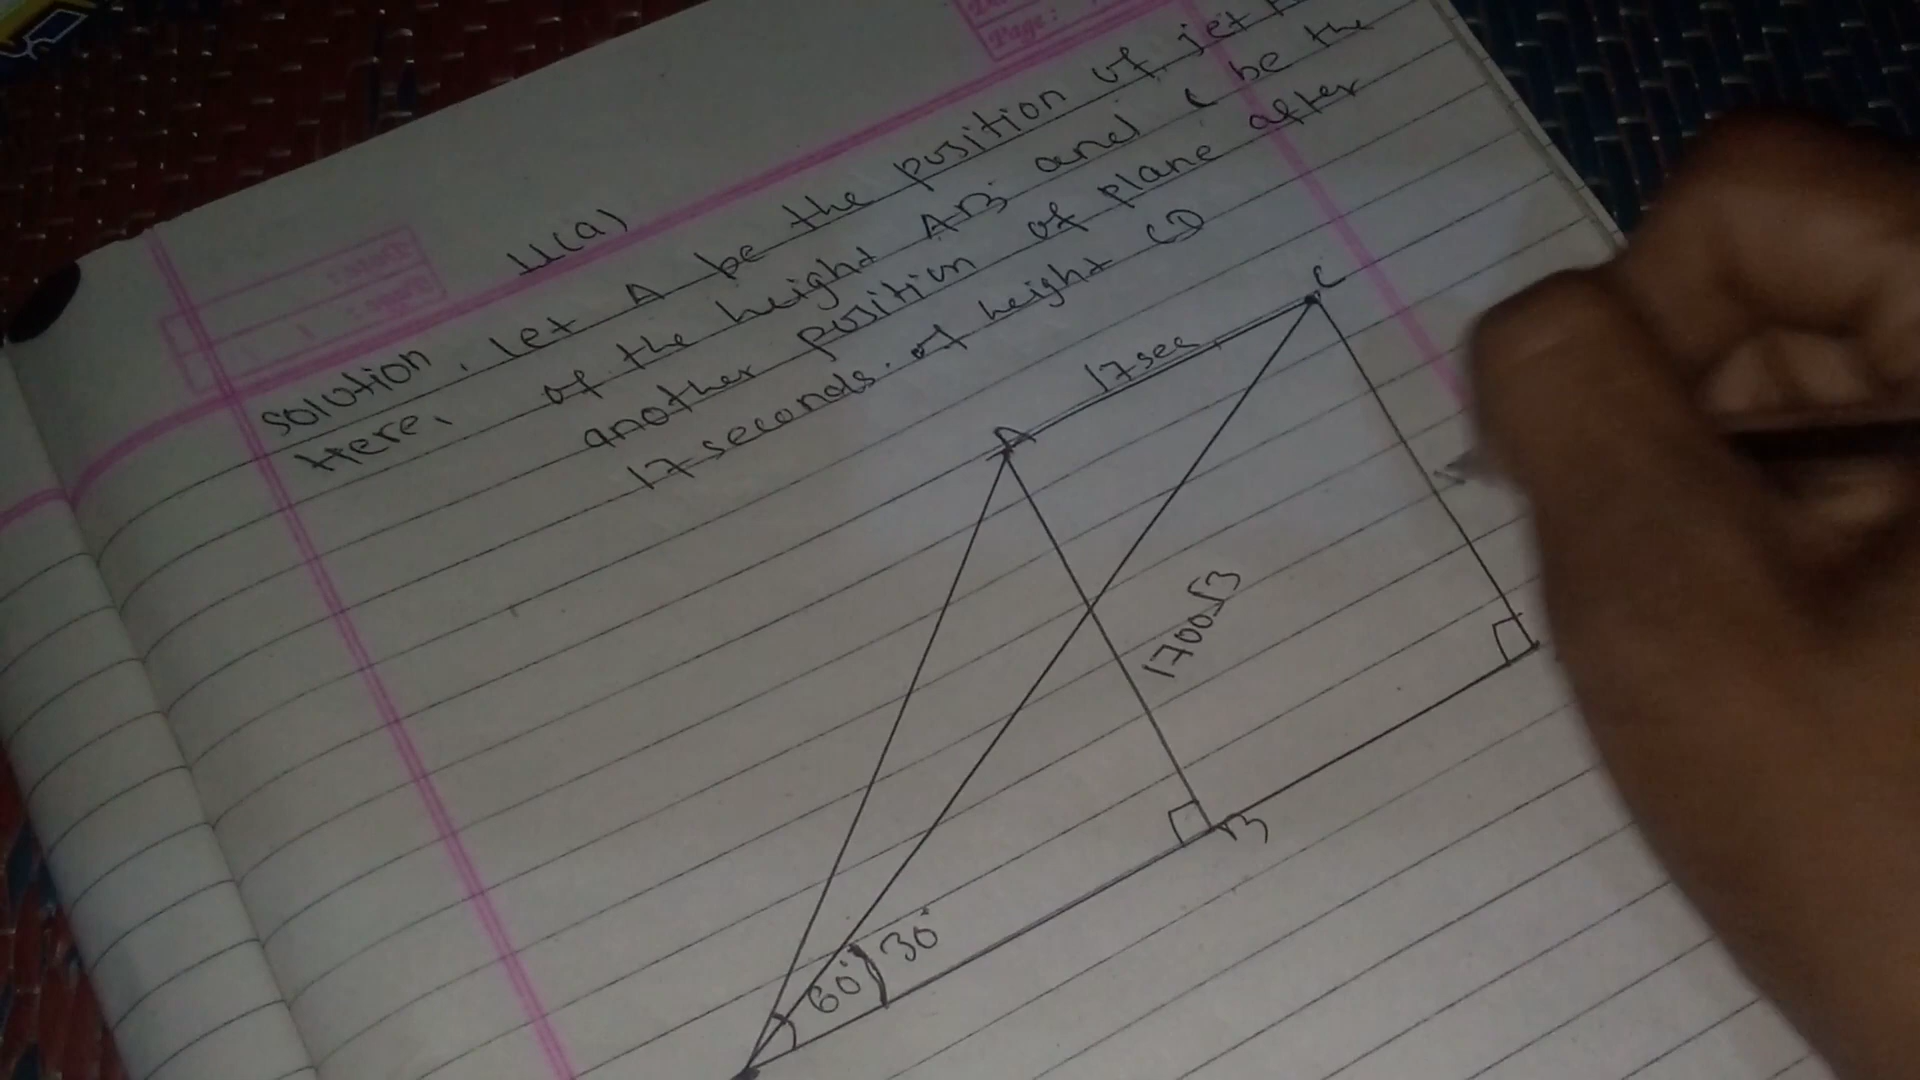 11(a)
Solution.
Here, let A be the position of jet
of the height AB and C be the
another position of plane after
17 seconds. of height CD
C
17 sec
A
1700√3
B
60° 30°
Page: